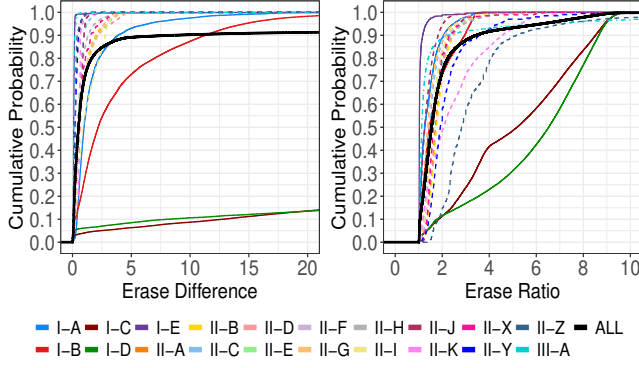 1.0 0.9 0.8 0.7 0.6 0.5 0.4 0.3 0.2 0.1 0.0
Cumulative Probability
0 5 10 15 20
Erase Difference
1.0 0.9 0.8 0.7 0.6 0.5 0.4 0.3 0.2 0.1 0.0
Cumulative Probability
0 2 4 6 8 10
Erase Ratio
I−A I−C I−E II−B II−D II−F II−H II−J II−X II−Z ALL
I−B I−D II−A II−C II−E II−G II−I II−K II−Y III−A